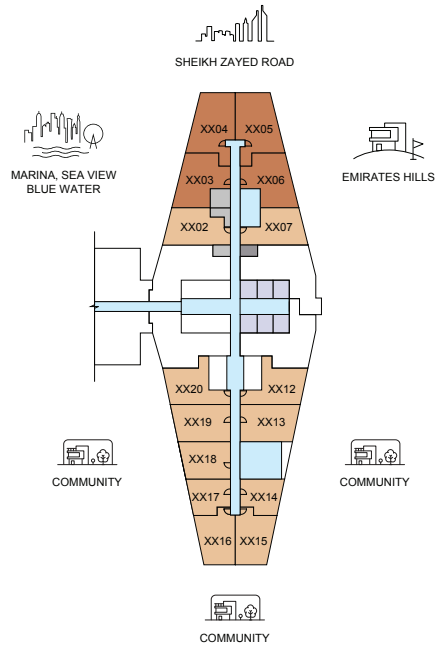 SHEIKH ZAYED ROAD
XX04
XX05
MARINA, SEA VIEW
BLUE WATER
EMIRATES HILLS
XX03
XX06
XX02
XX07
XX20
XX12
XX19
XX13
XX18
XX17
XX14
COMMUNITY
COMMUNITY
XX16
XX15
COMMUNITY